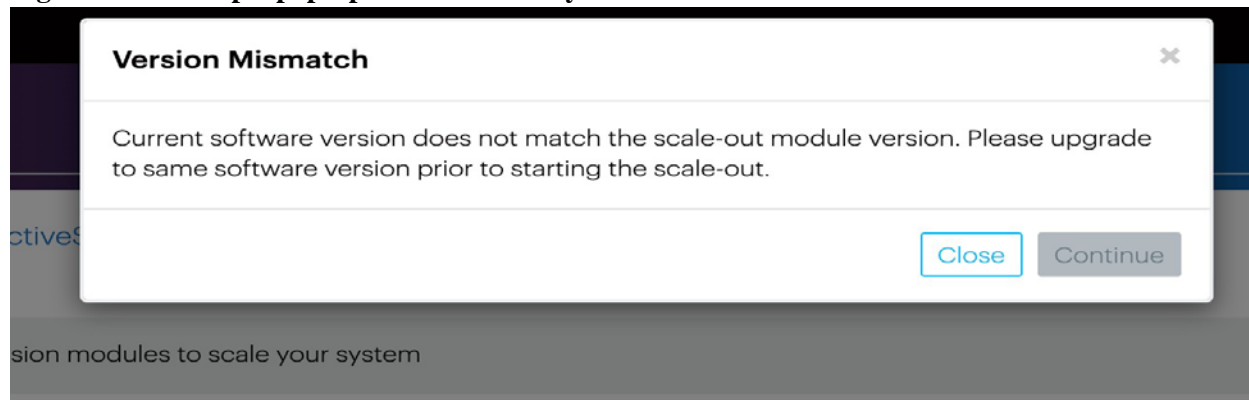 Version Mismatch
×
Current software version does not match the scale-out module version. Please upgrade
to same software version prior to starting the scale-out.
ctiveS
Close Continue
sion modules to scale your system